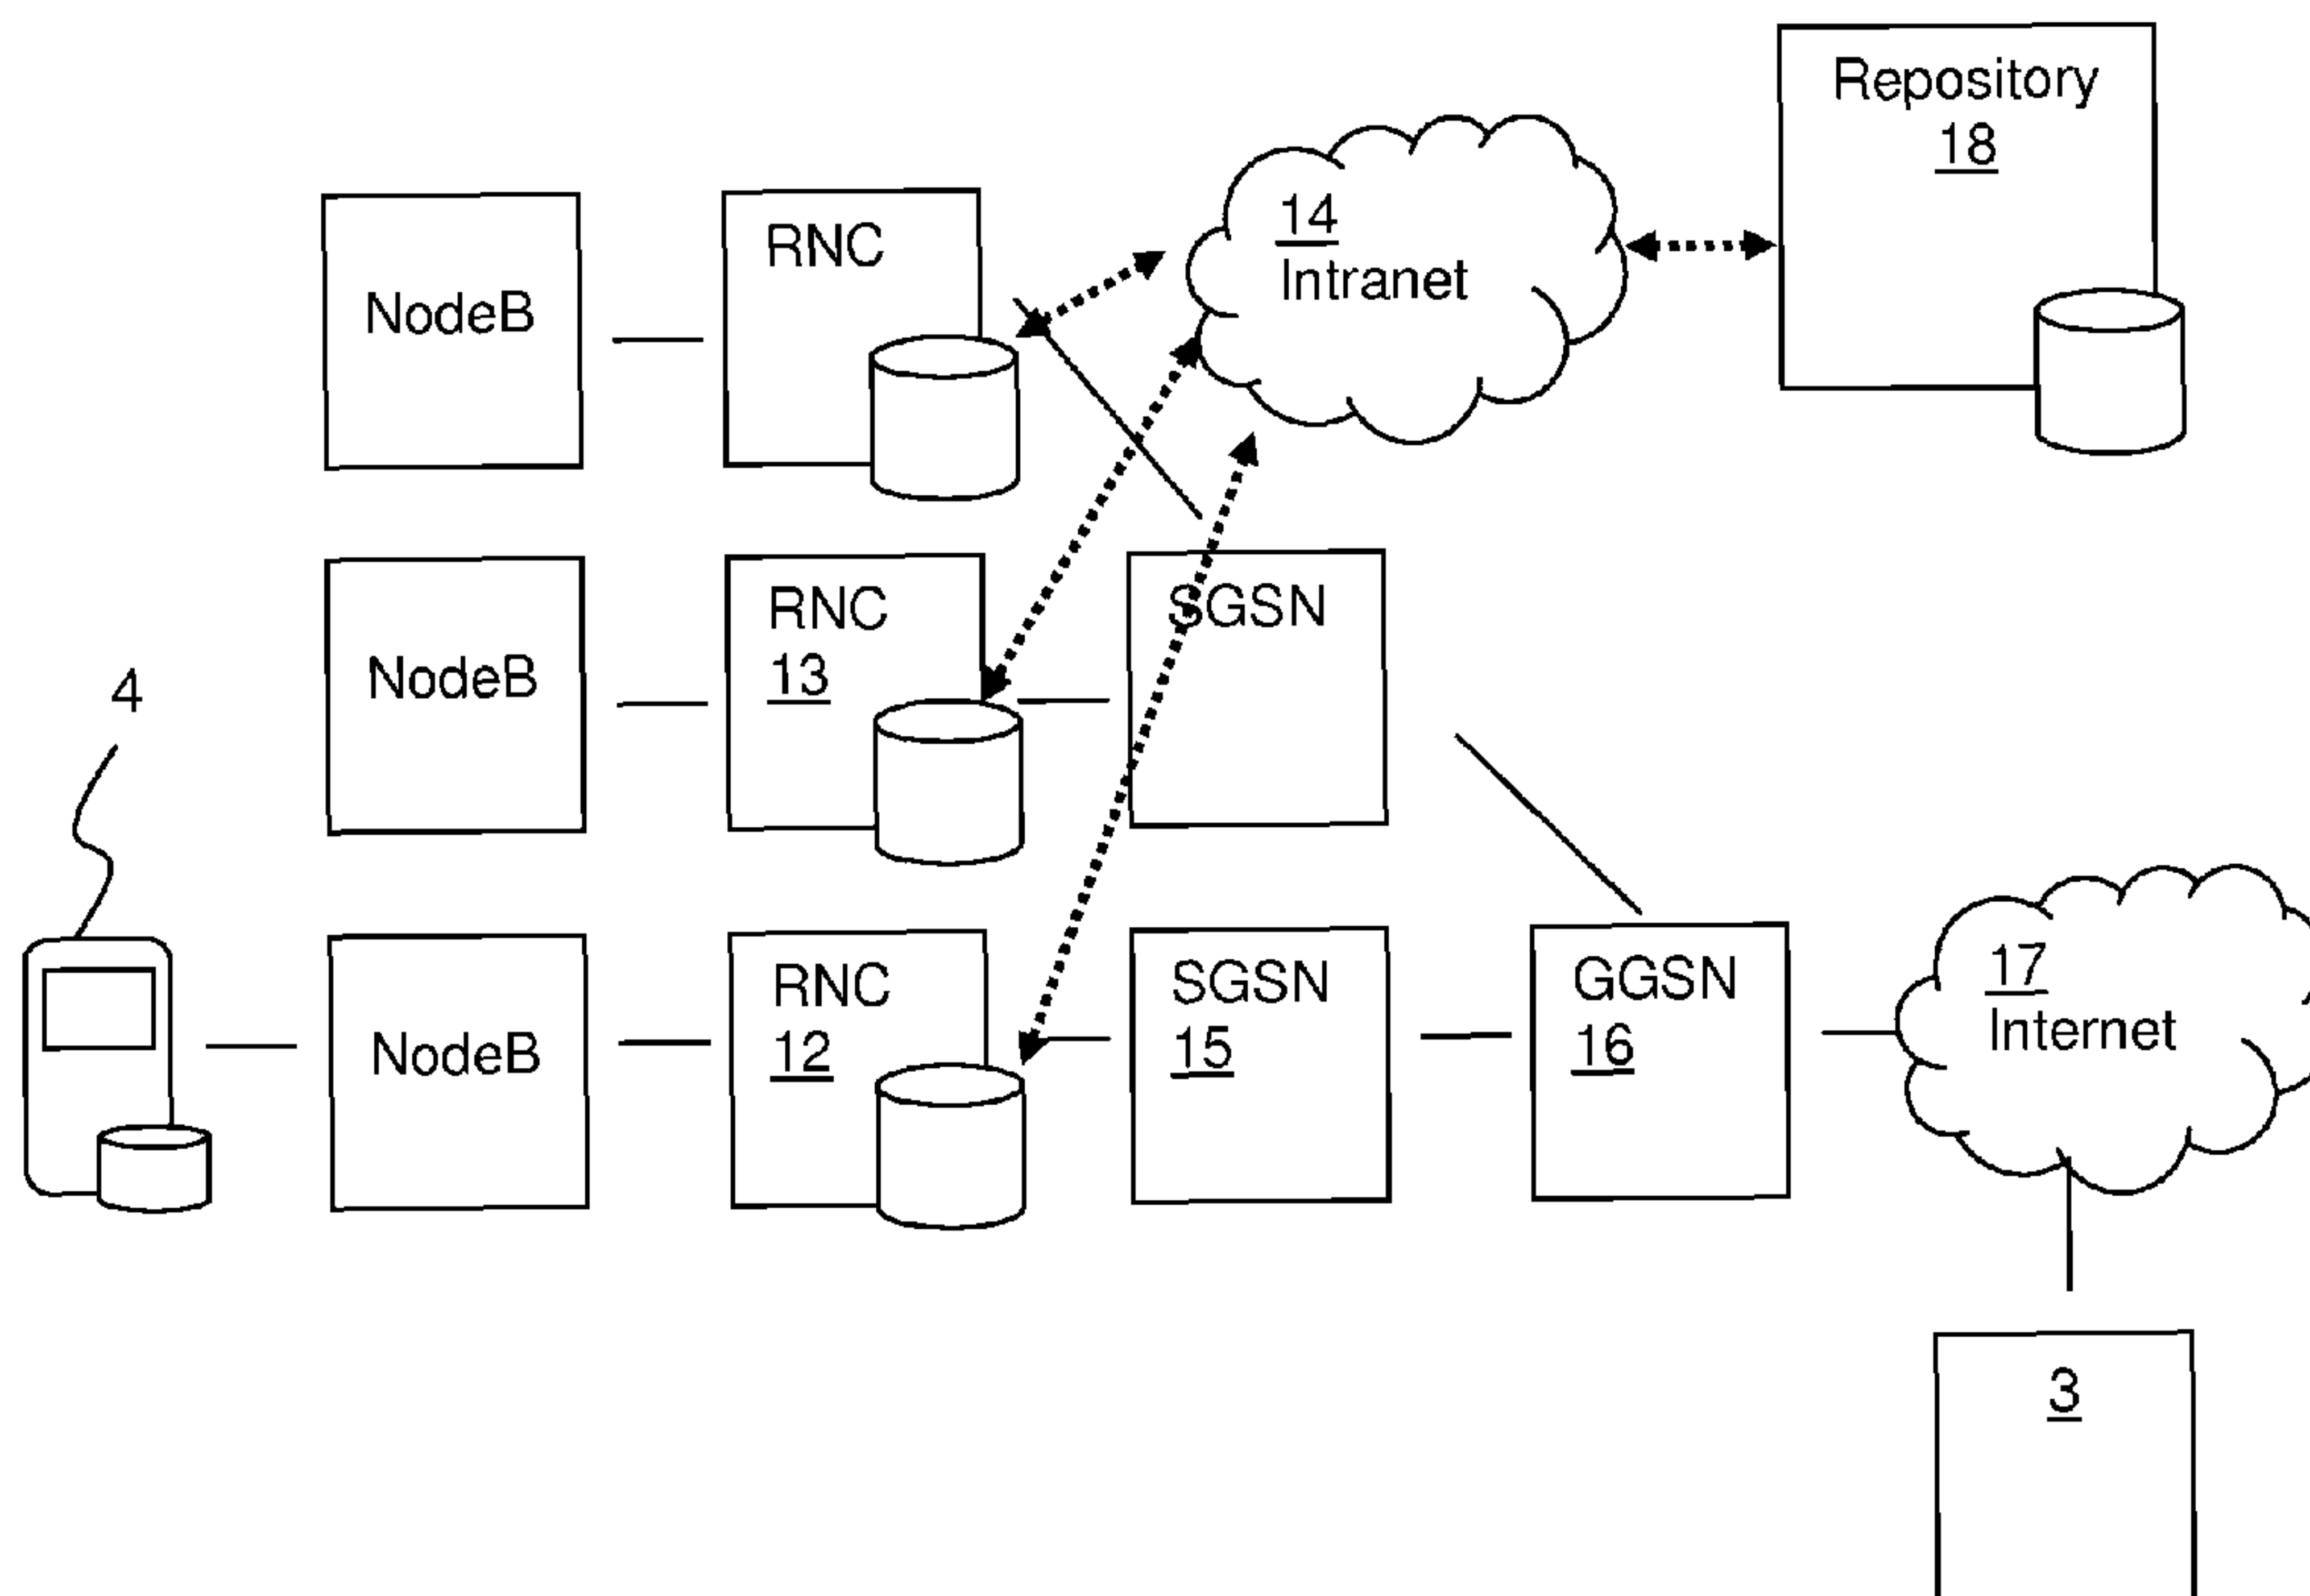 Repository
18
14
Intranet
RNC
NodeB
RNC
13
SGSN
NodeB
4
RNC
12
SGSN
15
GGSN
16
17
Internet
NodeB
3